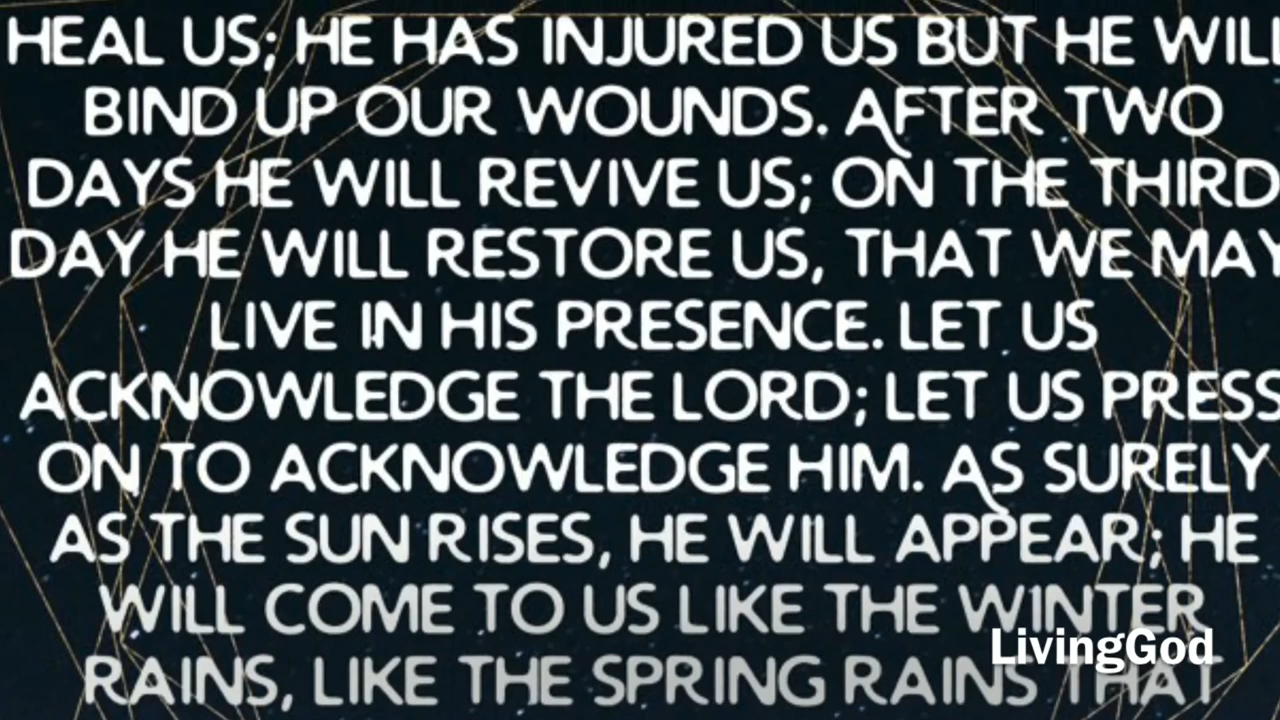 HEAL US; HE HAS INJURED US BUT HE WILL
BIND UP OUR WOUNDS. AFTER TWO
DAYS HE WILL REVIVE US; ON THE THIRD
DAY HE WILL RESTORE US, THAT WE MAY
LIVE IN HIS PRESENCE. LET US
ACKNOWLEDGE THE LORD; LET US PRESS
ON TO ACKNOWLEDGE HIM. AS SURELY
AS THE SUN RISES, HE WILL APPEAR; HE
WILL COME TO US LIKE THE WINTER
RAINS, LIKE THE SPRING RAINS THAT
LivingGod